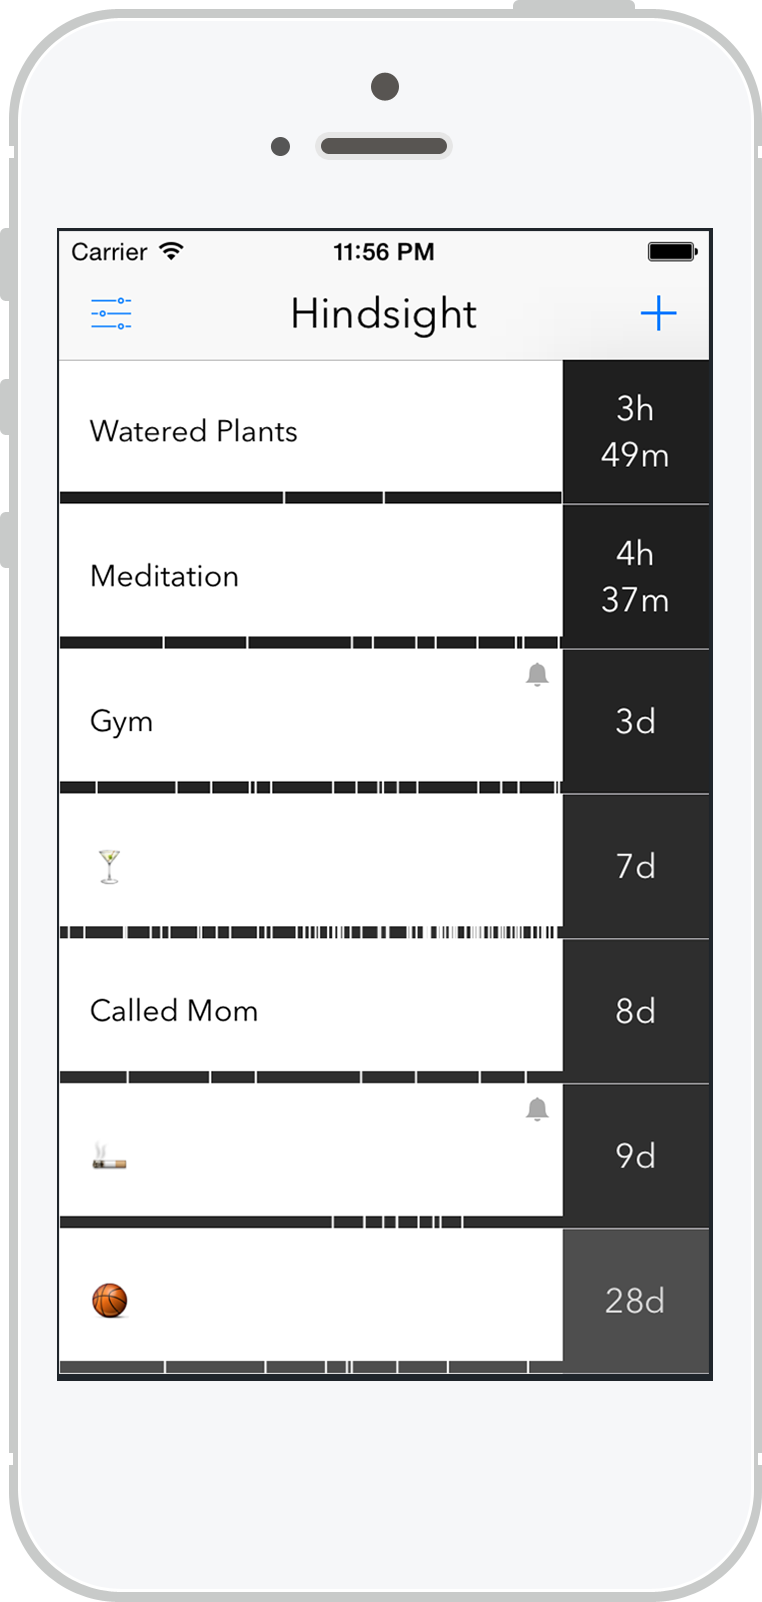 Carrier 11:56 PM
Hindsight
Watered Plants
3h
49m
Meditation
4h
37m
Gym
3d
7d
Called Mom
8d
9d
28d